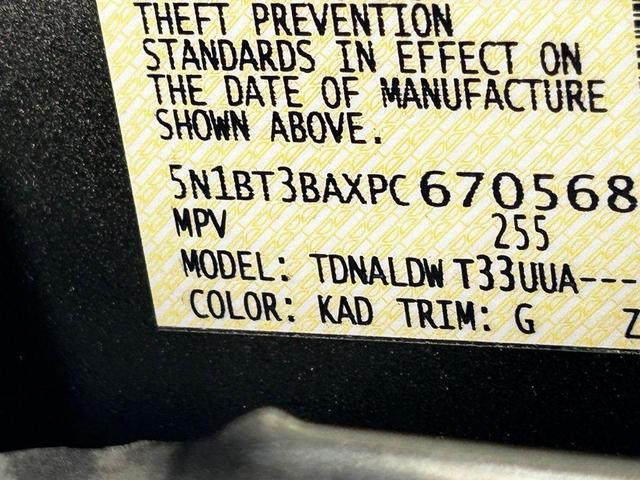 THEFT PREVENTION
STANDARDS IN EFFECT ON
THE DATE OF MANUFACTURE
SHOWN ABOVE.
5N1BT3BAXPC670568
MPV 255
MODEL: TDNALDW T33UUA---
COLOR: KAD TRIM: G Z